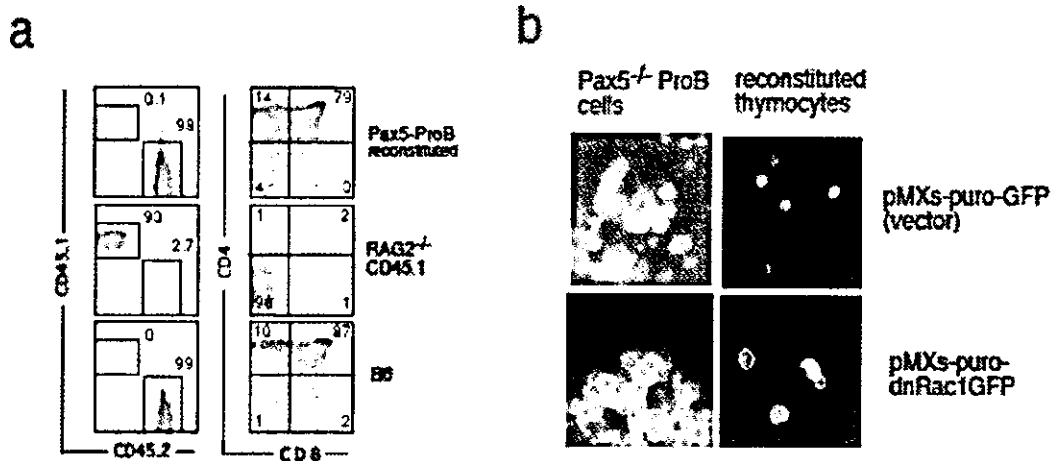 a
b
0.1
99
14
79
4
0
Pax5-ProB
reconstituted
90
2.7
1
2
98
1
RAG2-/-
CD45.1
0
99
10
87
1
2
B6
CD45.1
CD4
CD45.2
CD8
Pax5-/- ProB
cells
reconstituted
thymocytes
pMXs-puro-GFP
(vector)
pMXs-puro-
dnRac1GFP